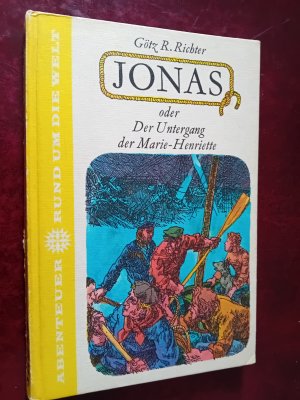 Götz R. Richter
JONAS
oder
Der Untergang
der Marie-Henriette
ABENTEUER RUND UM DIE WELT